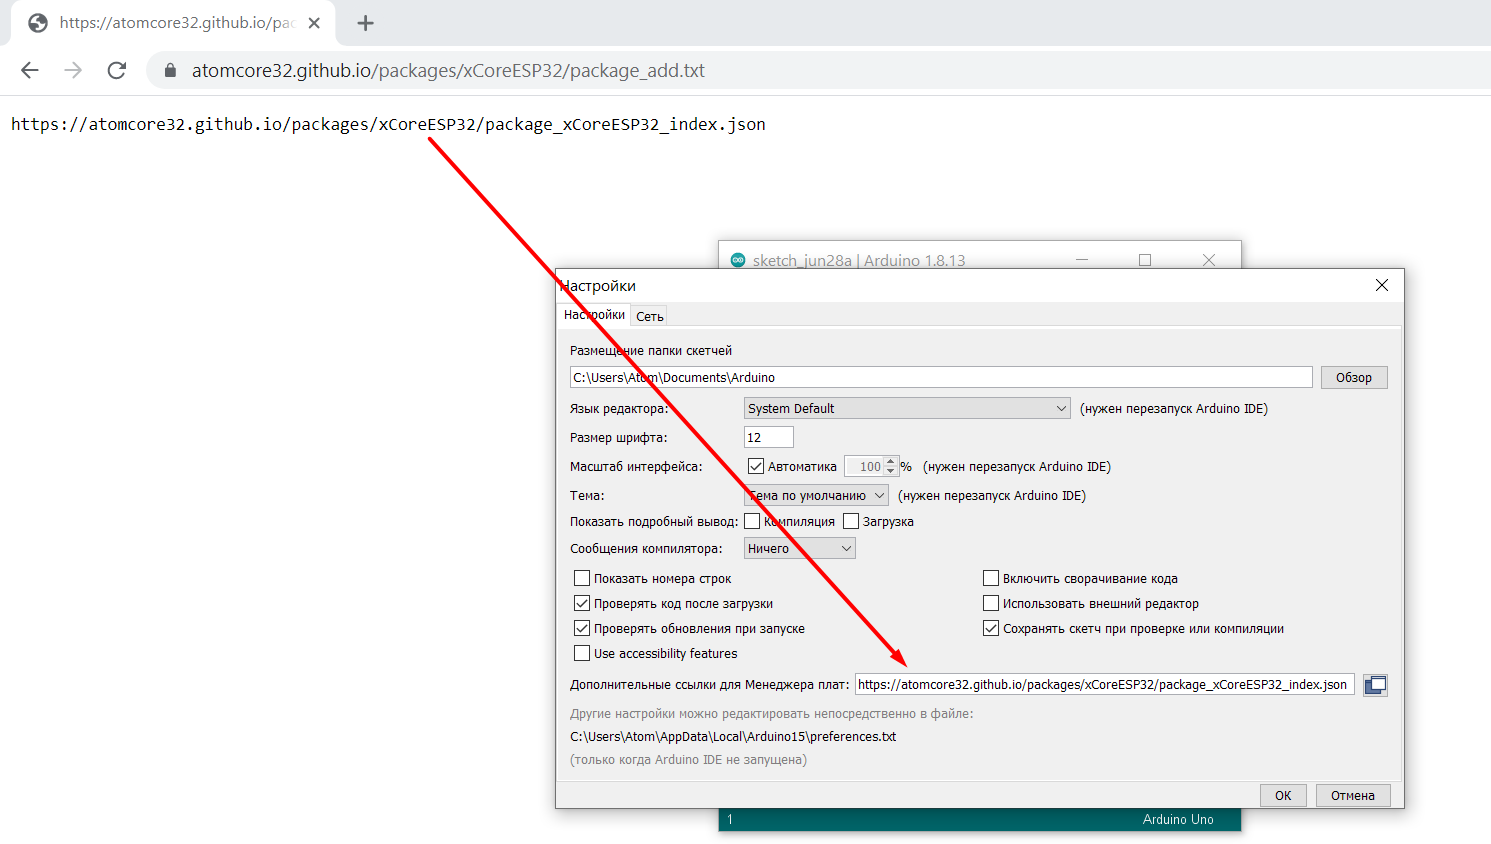 https://atomcore32.github.io/pac
atomcore32.github.io/packages/xCoreESP32/package_add.txt
https://atomcore32.github.io/packages/xCoreESP32/package_xCoreESP32_index.json
sketch_jun28a | Arduino 1.8.13
Настройки
Настройки Сеть
Размещение папки скетчей
C:\Users\Atom\Documents\Arduino Обзор
Язык редактора: System Default (нужен перезапуск Arduino IDE)
Размер шрифта: 12
Масштаб интерфейса: Автоматика 100 % (нужен перезапуск Arduino IDE)
Тема: Тема по умолчанию (нужен перезапуск Arduino IDE)
Показать подробный вывод: Компиляция Загрузка
Сообщения компилятора: Ничего
Показать номера строк Включить сворачивание кода
Проверять код после загрузки Использовать внешний редактор
Проверять обновления при запуске Сохранять скетч при проверке или компиляции
Use accessibility features
Дополнительные ссылки для Менеджера плат: https://atomcore32.github.io/packages/xCoreESP32/package_xCoreESP32_index.json
Другие настройки можно редактировать непосредственно в файле:
C:\Users\Atom\AppData\Local\Arduino15\preferences.txt
(только когда Arduino IDE не запущена)
OK Отмена
1 Arduino Uno